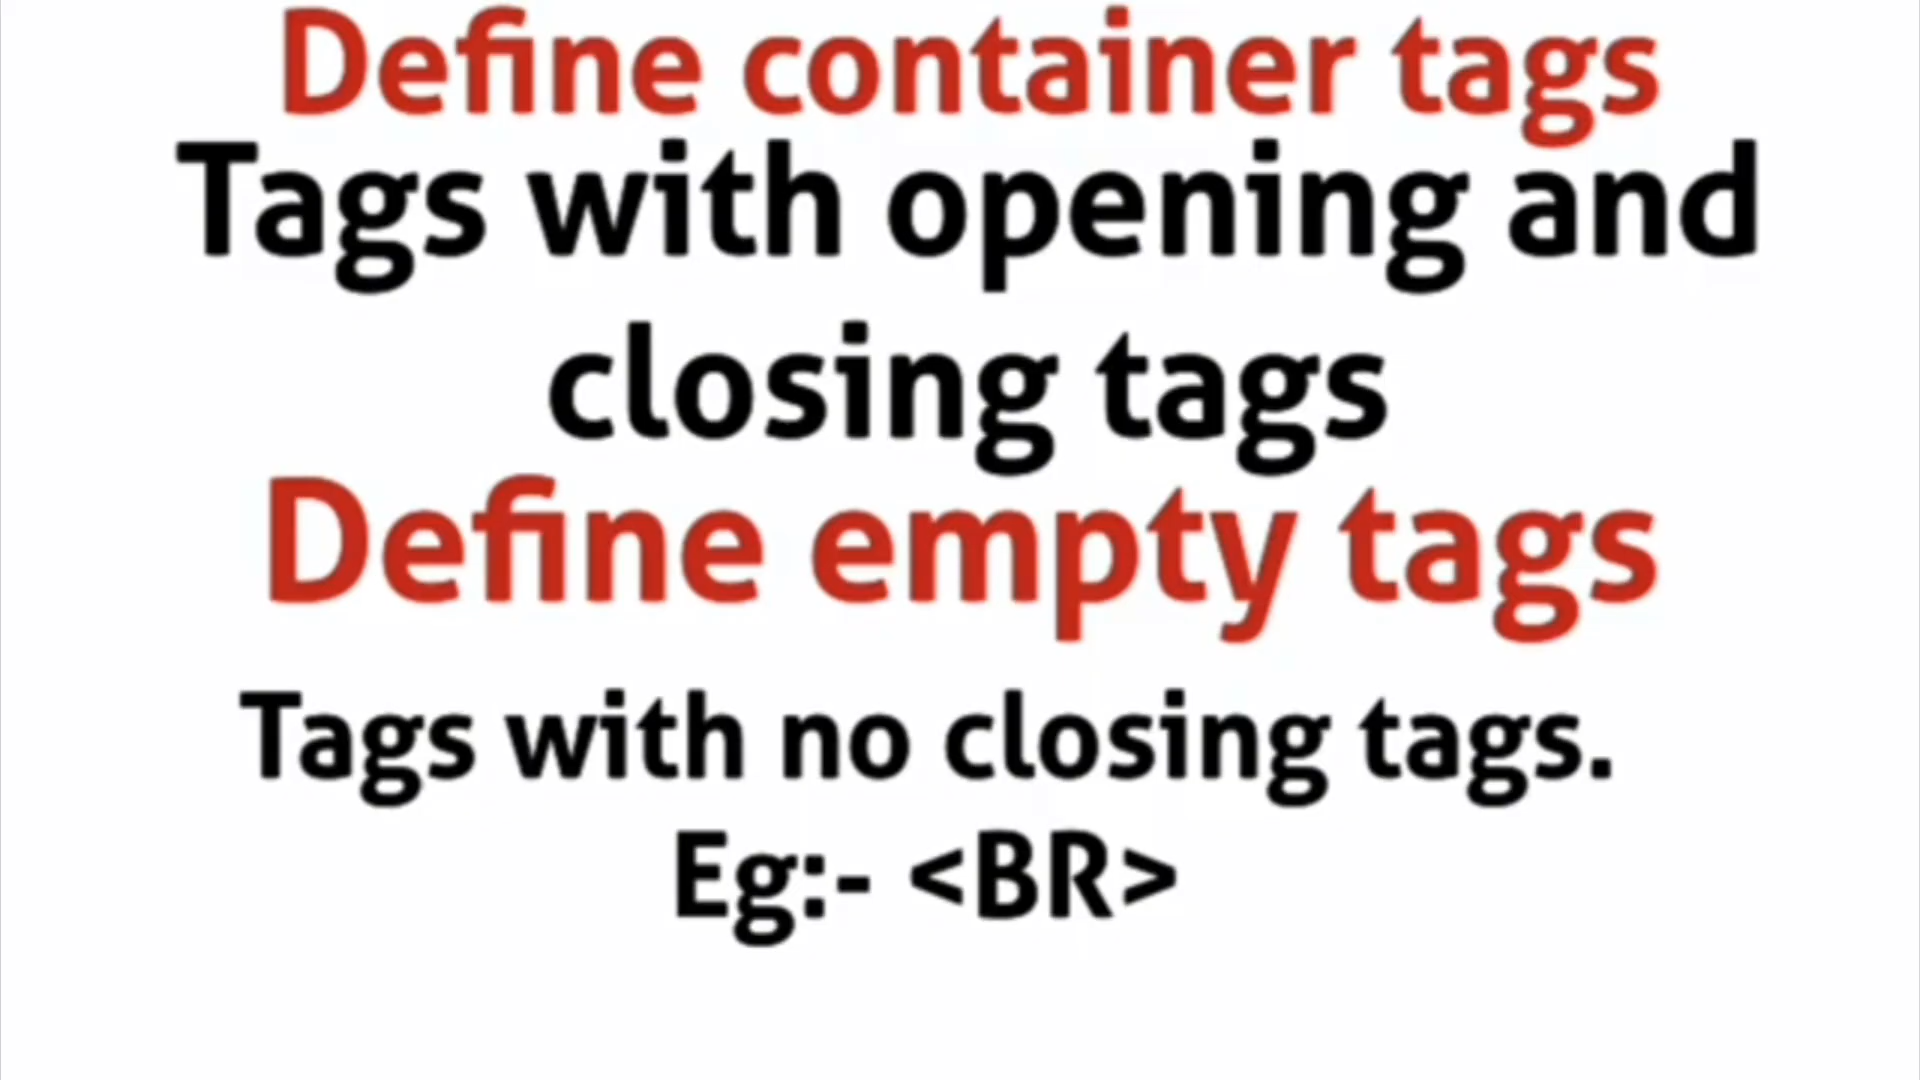 Define container tags
Tags with opening and
closing tags
Define empty tags
Tags with no closing tags.
Eg:- <BR>